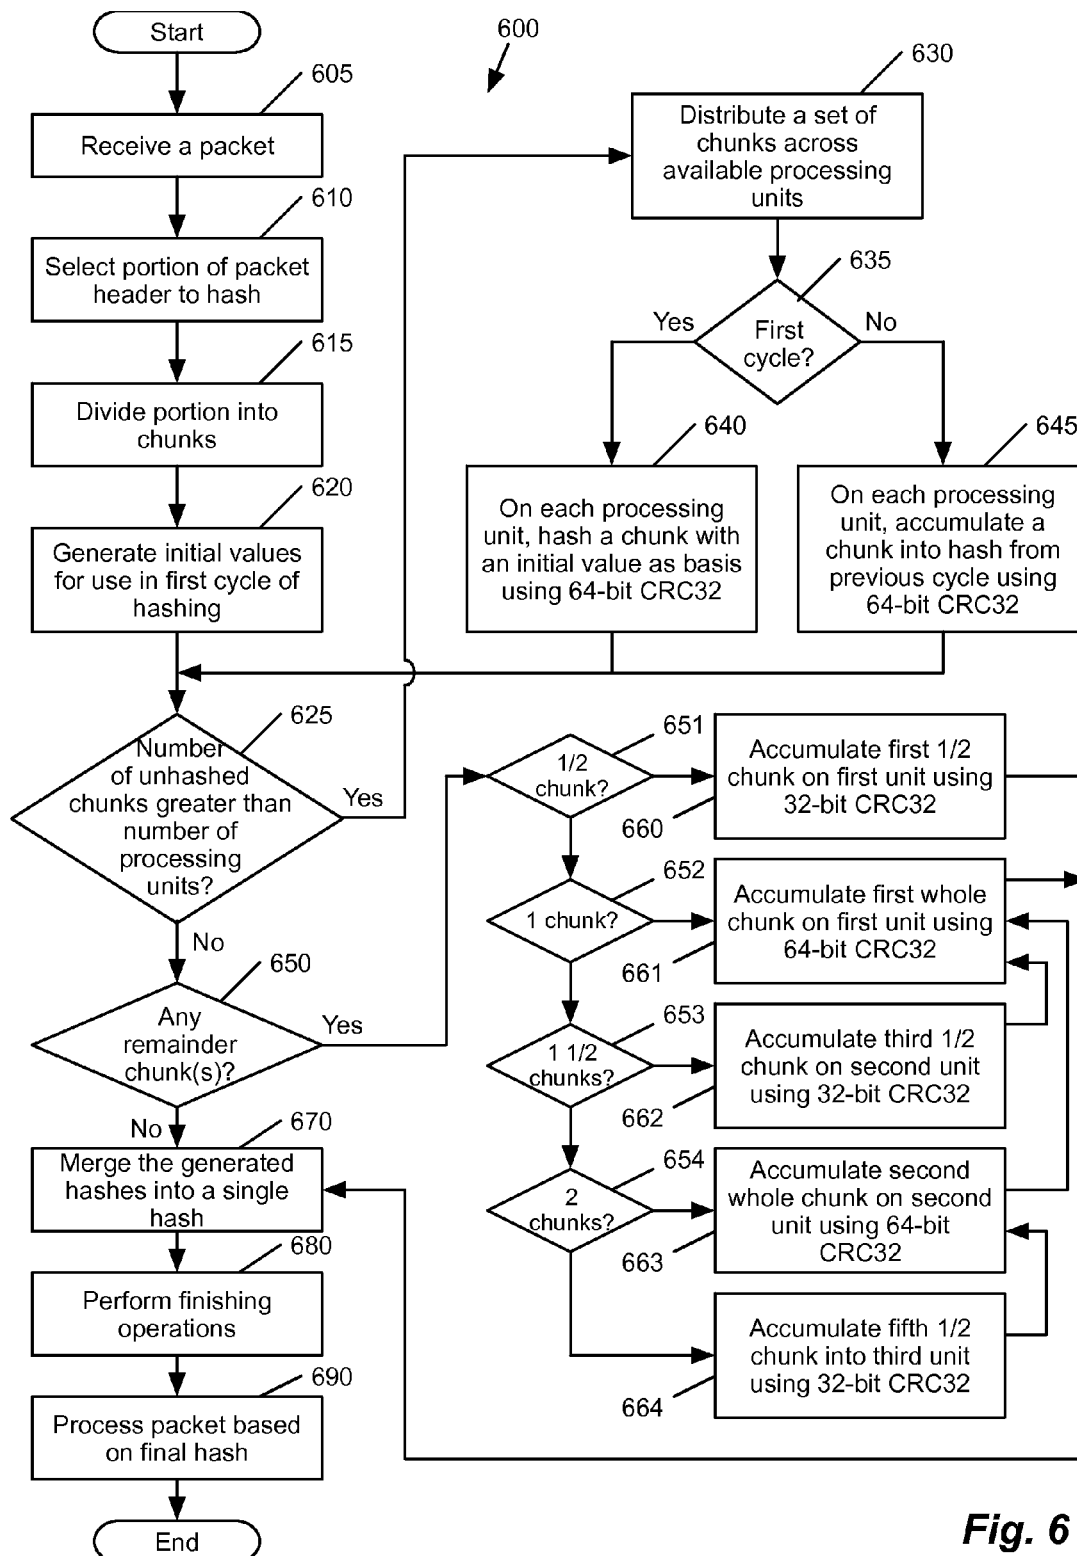 Start
600
605
Receive a packet
610
Select portion of packet
header to hash
615
Divide portion into
chunks
620
Generate initial values
for use in first cycle of
hashing
625
Number
of unhashed
chunks greater than
number of
processing
units?
Yes
No
630
Distribute a set of
chunks across
available processing
units
635
First
cycle?
Yes
No
640
On each processing
unit, hash a chunk with
an initial value as basis
using 64-bit CRC32
645
On each processing
unit, accumulate a
chunk into hash from
previous cycle using
64-bit CRC32
650
Any
remainder
chunk(s)?
Yes
No
651
1/2
chunk?
660
Accumulate first 1/2
chunk on first unit using
32-bit CRC32
652
1 chunk?
661
Accumulate first whole
chunk on first unit using
64-bit CRC32
653
1 1/2
chunks?
662
Accumulate third 1/2
chunk on second unit
using 32-bit CRC32
654
2
chunks?
663
Accumulate second
whole chunk on second
unit using 64-bit
CRC32
664
Accumulate fifth 1/2
chunk into third unit
using 32-bit CRC32
670
Merge the generated
hashes into a single
hash
680
Perform finishing
operations
690
Process packet based
on final hash
End
Fig. 6